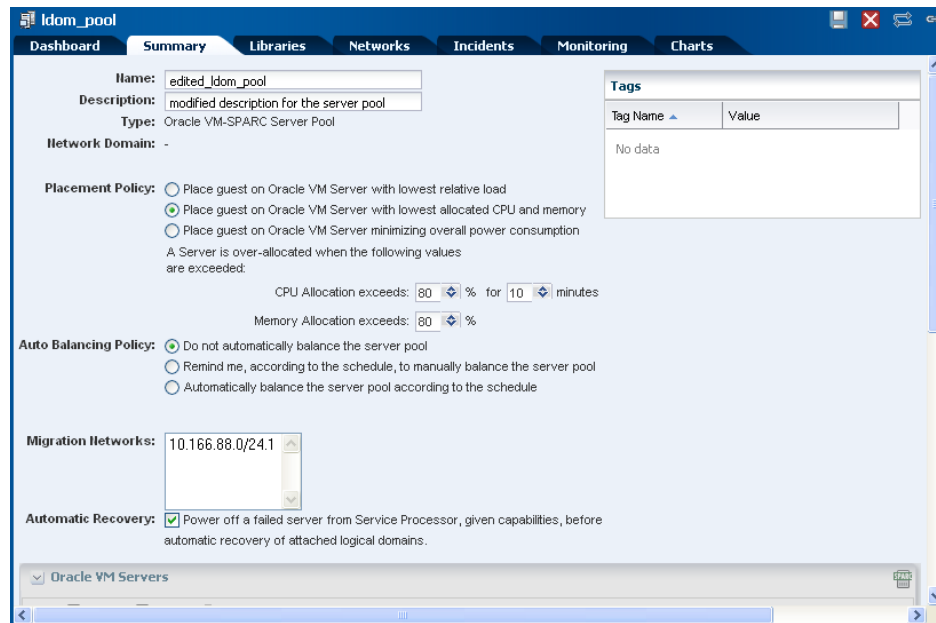 ldom_pool
Dashboard Summary Libraries Networks Incidents Monitoring Charts
Name: edited_ldom_pool
Description: modified description for the server pool
Type: Oracle VM-SPARC Server Pool
Network Domain: -
Tags
Tag Name Value
No data
Placement Policy: Place guest on Oracle VM Server with lowest relative load
Place guest on Oracle VM Server with lowest allocated CPU and memory
Place guest on Oracle VM Server minimizing overall power consumption
A Server is over-allocated when the following values
are exceeded:
CPU Allocation exceeds: 80 % for 10 minutes
Memory Allocation exceeds: 80 %
Auto Balancing Policy: Do not automatically balance the server pool
Remind me, according to the schedule, to manually balance the server pool
Automatically balance the server pool according to the schedule
Migration Networks: 10.166.88.0/24.1
Automatic Recovery: Power off a failed server from Service Processor, given capabilities, before
automatic recovery of attached logical domains.
Oracle VM Servers